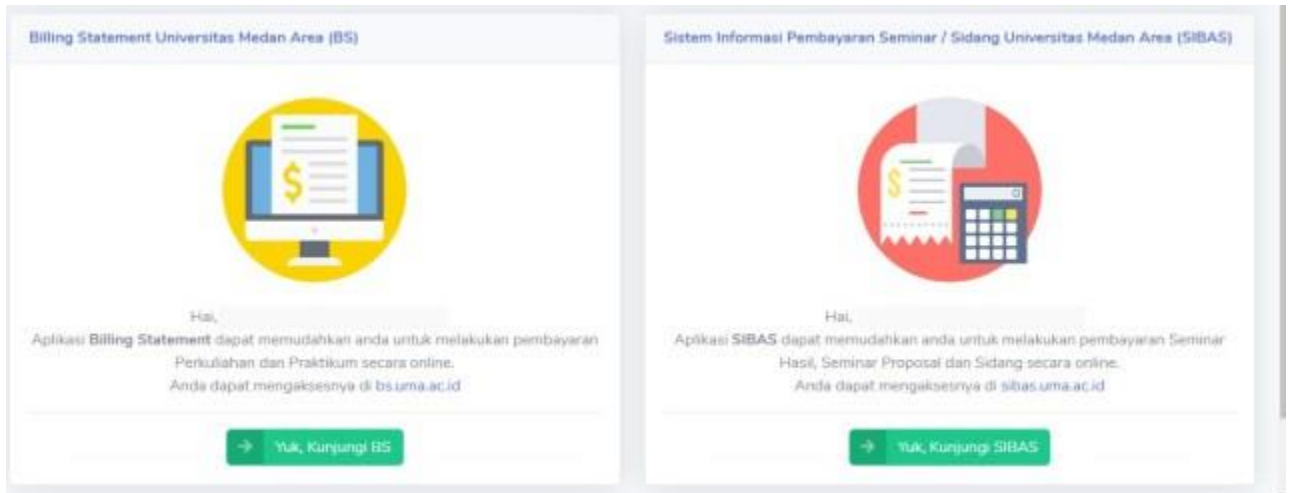 Billing Statement Universitas Medan Area (BS)
Hai,
Aplikasi Billing Statement dapat memudahkan anda untuk melakukan pembayaran
Perkuliahan dan Praktikum secara online.
Anda dapat mengaksesnya di bs.uma.ac.id
→ Yuk, Kunjungi BS
Sistem Informasi Pembayaran Seminar / Sidang Universitas Medan Area (SIBAS)
Hai,
Aplikasi SIBAS dapat memudahkan anda untuk melakukan pembayaran Seminar
Hasil, Seminar Proposal dan Sidang secara online.
Anda dapat mengaksesnya di sibas.uma.ac.id
→ Yuk, Kunjungi SIBAS